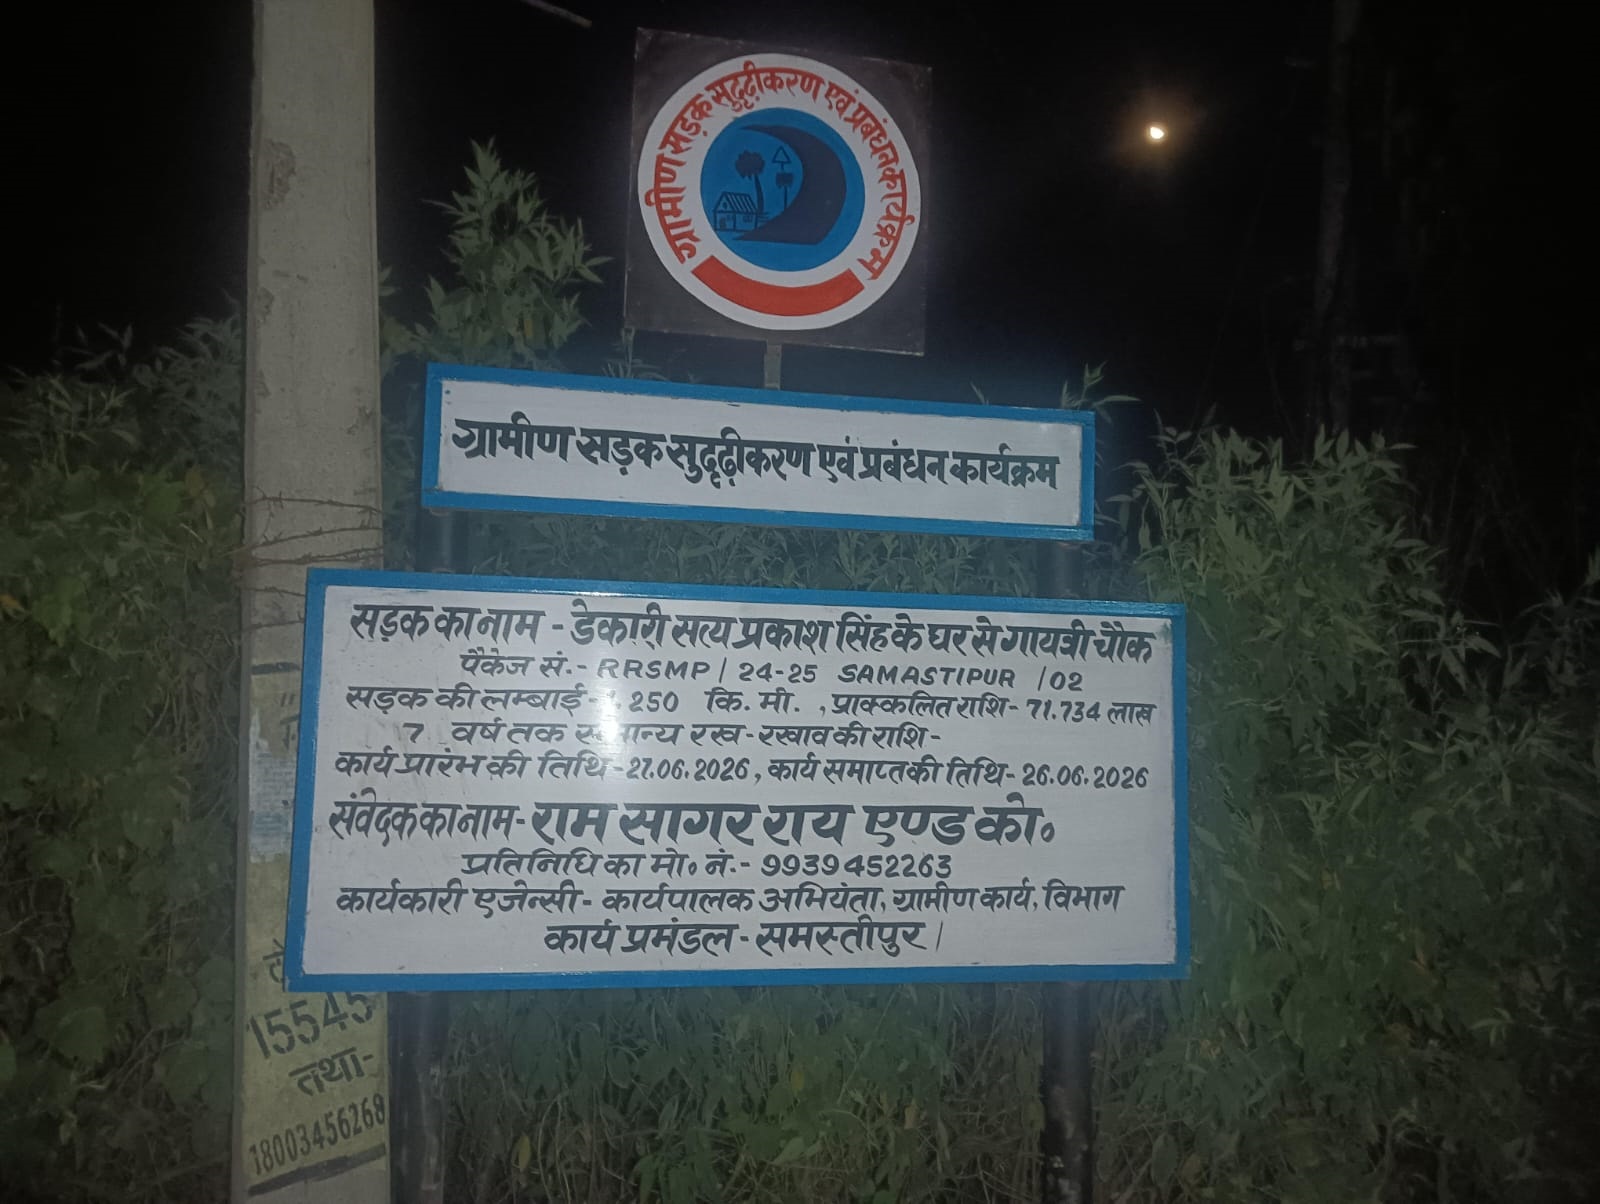 ग्रामीण सड़क सुदृढ़ीकरण एवं प्रबंधन कार्यक्रम
ग्रामीण सड़क सुदृढ़ीकरण एवं प्रबंधन कार्यक्रम
सड़क का नाम - डेकारी सत्य प्रकाश सिंह के घर से गायत्री चौक
पैकेज सं.- RRSMP / 24-25 SAMASTIPUR / 02
सड़क की लम्बाई - .250 कि. मी. , प्राक्कलित राशि - 71.734 लाख
7 वर्ष तक सामान्य रख - रखाव की राशि -
कार्य प्रारंभ की तिथि - 27.06.2026 , कार्य समाप्त की तिथि - 26.06.2026
संवेदक का नाम - राम सागर राय एण्ड को॰
प्रतिनिधि का मो॰ नं.- 9939452263
कार्यकारी एजेन्सी - कार्यपालक अभियंता, ग्रामीण कार्य, विभाग
कार्य प्रमंडल - समस्तीपुर।
15545
तथा-
18003456268